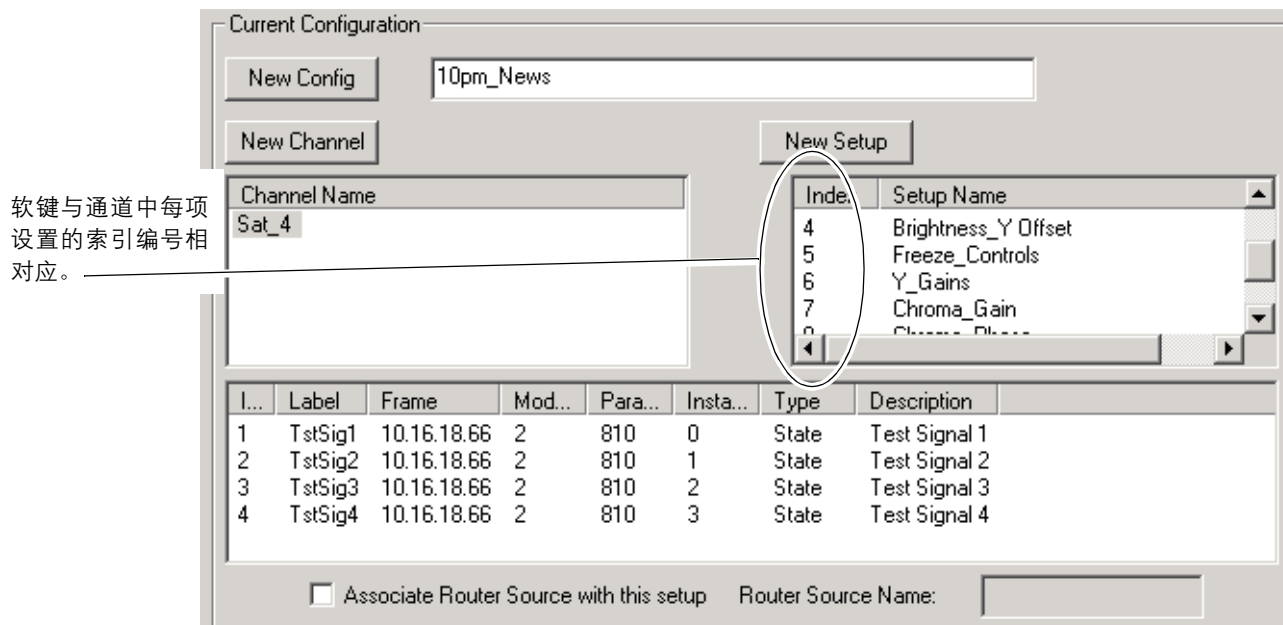 Current Configuration
New Config
10pm_News
New Channel
New Setup
软键与通道中每项
设置的索引编号相
对应。
Channel Name
Sat_4
Inde. Setup Name
4 Brightness_Y Offset
5 Freeze_Controls
6 Y_Gains
7 Chroma_Gain
I... Label Frame Mod... Para... Insta... Type Description
1 TstSig1 10.16.18.66 2 810 0 State Test Signal 1
2 TstSig2 10.16.18.66 2 810 1 State Test Signal 2
3 TstSig3 10.16.18.66 2 810 2 State Test Signal 3
4 TstSig4 10.16.18.66 2 810 3 State Test Signal 4
Associate Router Source with this setup Router Source Name: